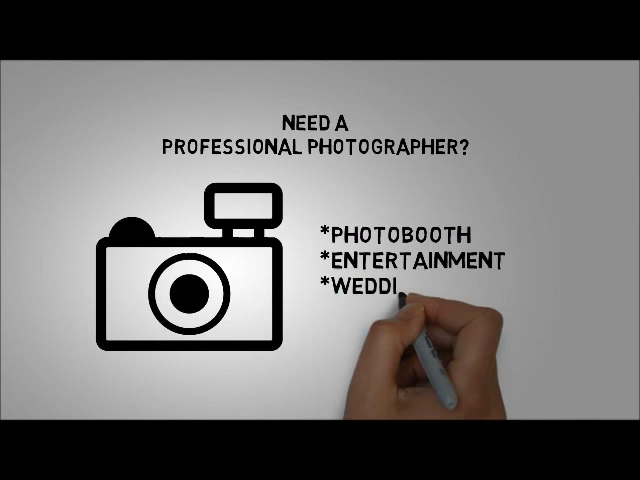 NEED A
PROFESSIONAL PHOTOGRAPHER?
*PHOTOBOOTH
*ENTERTAINMENT
*WEDDI